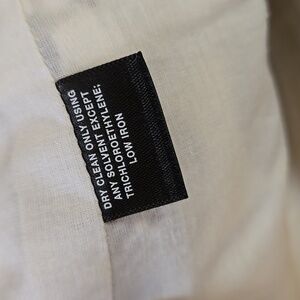 DRY CLEAN ONLY USING
ANY SOLVENT EXCEPT
TRICHLOROETHYLENE;
LOW IRON